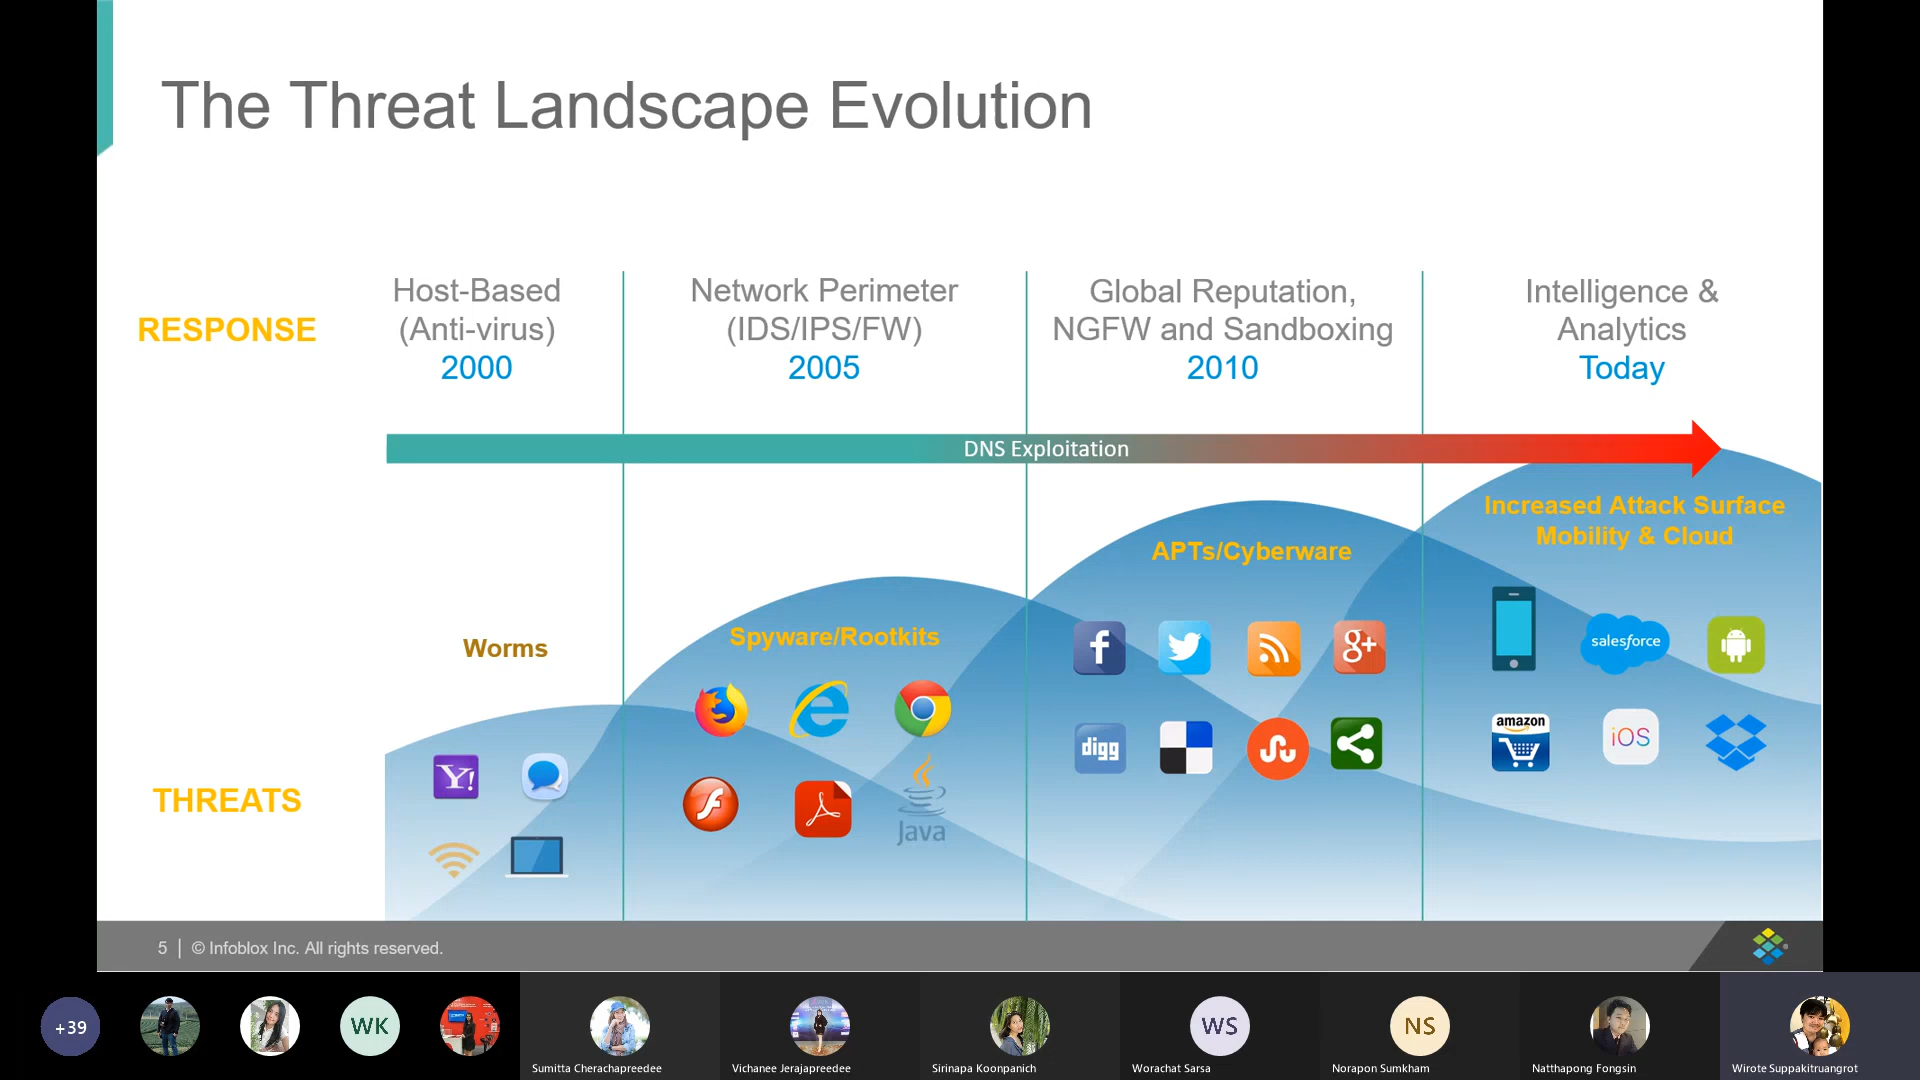 The Threat Landscape Evolution
RESPONSE
Host-Based
(Anti-virus)
2000
Network Perimeter
(IDS/IPS/FW)
2005
Global Reputation,
NGFW and Sandboxing
2010
Intelligence &
Analytics
Today
DNS Exploitation
THREATS
Worms
Y!
Spyware/Rootkits
Java
APTs/Cyberware
f
g+
digg
Increased Attack Surface
Mobility & Cloud
salesforce
amazon
iOS
5 | © Infoblox Inc. All rights reserved.
+39
WK
Sumitta Cherachapreedee
Vichanee Jerajapreedee
Sirinapa Koonpanich
WS
Worachat Sarsa
NS
Norapon Sumkham
Natthapong Fongsin
Wirote Suppakitruangrot